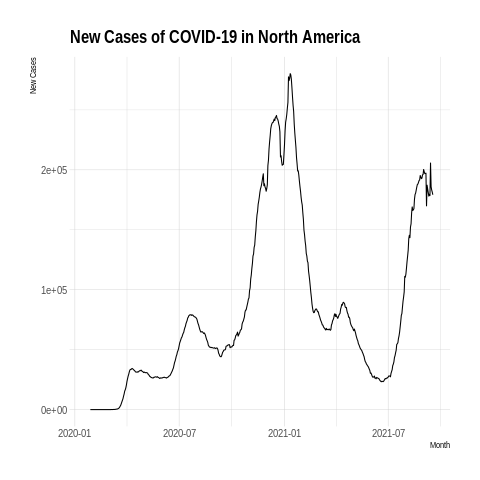 New Cases of COVID-19 in North America
New Cases
2e+05
1e+05
0e+00
2020-01 2020-07 2021-01 2021-07
Month